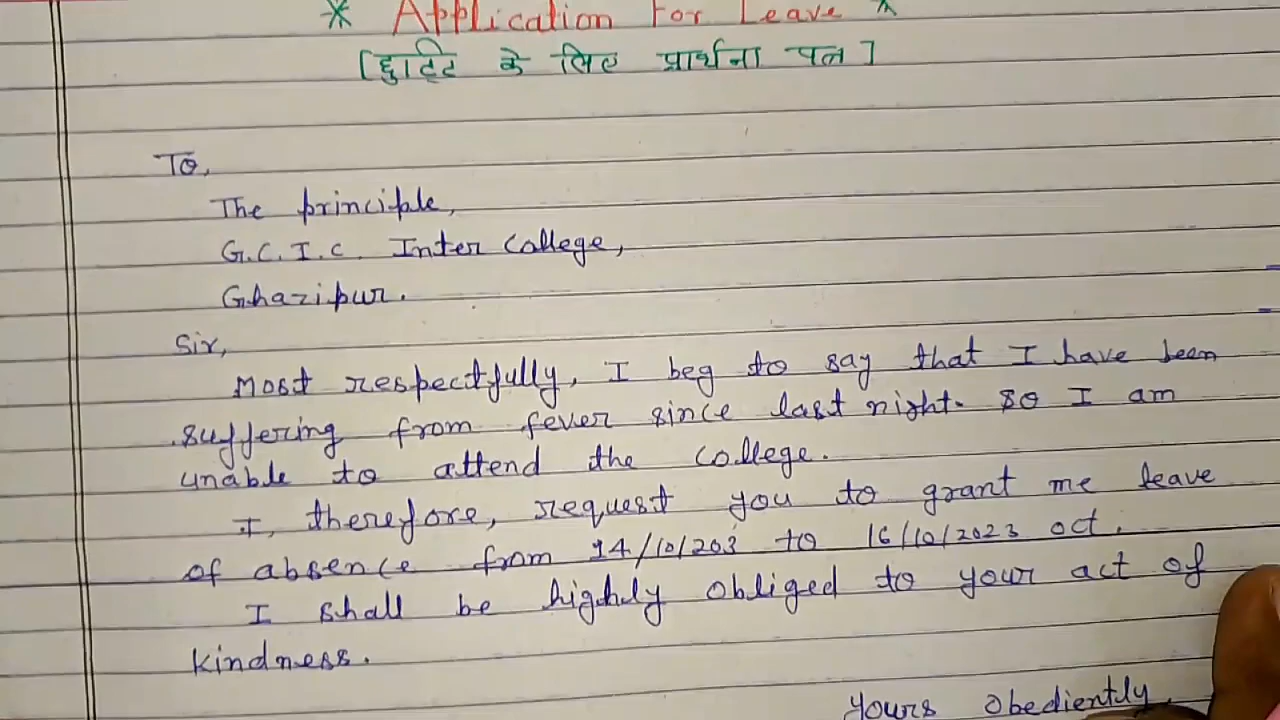 * Application For Leave *
[छुट्टि के लिए प्रार्थना पत्र]
To,
The principle,
G.C.I.C. Inter College,
Ghazipur.
Sir,
Most respectfully, I beg to say that I have been
suffering from fever since last night. so I am
unable to attend the college.
I, therefore, request you to grant me leave
of absence from 14/10/203 to 16/10/2023 oct.
I shall be highly obliged to your act of
kindness.
Yours Obediently,